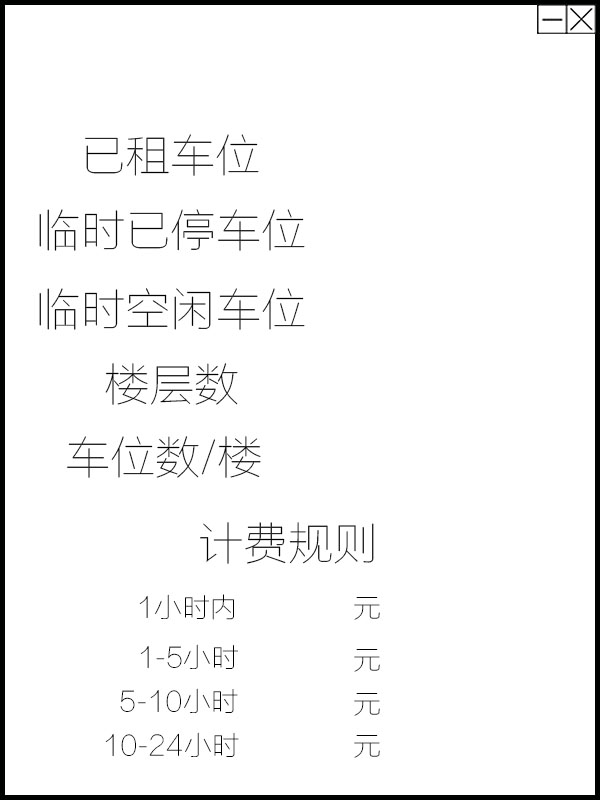 已租车位
临时已停车位
临时空闲车位
楼层数
车位数/楼
计费规则
1小时内 元
1-5小时 元
5-10小时 元
10-24小时 元